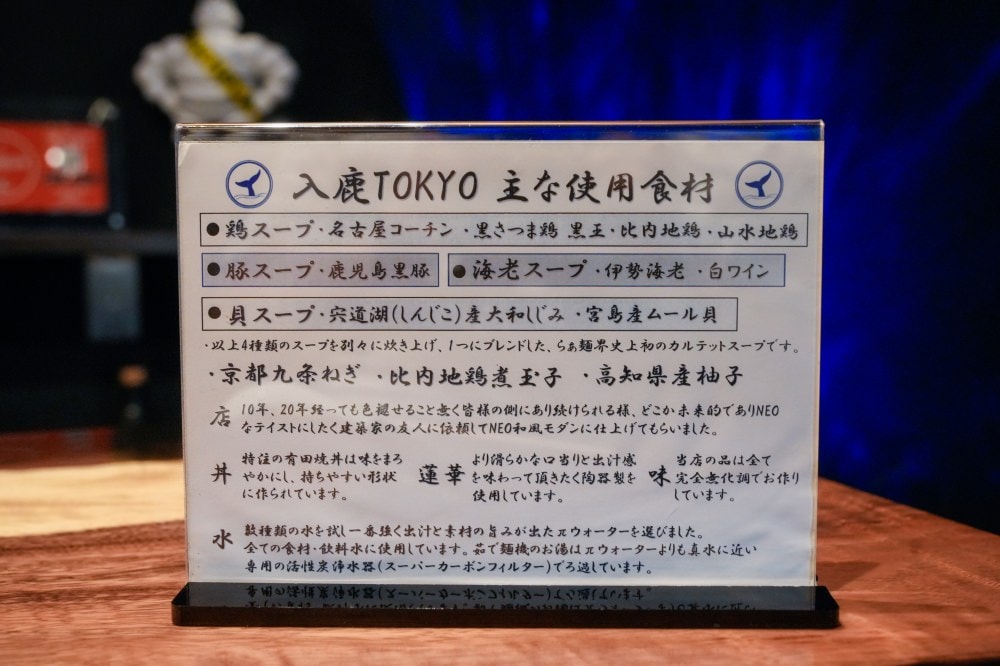 入鹿TOKYO 主な使用食材
●鶏スープ・名古屋コーチン・黒さつま鶏 黒王・比内地鶏・山水地鶏
●豚スープ・鹿児島黒豚 ●海老スープ・伊勢海老・白ワイン
●貝スープ・宍道湖(しんじこ)産大和しじみ・宮島産ムール貝
・以上4種類のスープを別々に炊き上げ、1つにブレンドした、らぁ麺界史上初のカルテットスープです。
・京都九条ねぎ・比内地鶏煮玉子・高知県産柚子
店 10年、20年経っても色褪せること無く皆様の側にあり続けられる様、どこか未来的でありNEO
なテイストにしたく建築家の友人に依頼してNEO和風モダンに仕上げてもらいました。
丼 特注の有田焼丼は味をまろ
やかにし、持ちやすい形状
に作られています。
蓮華 より滑らかな口当りと出汁感
を味わって頂きたく陶器製を
使用しています。
味 当店の品は全て
完全無化調でお作り
しています。
水 数種類の水を試し一番強く出汁と素材の旨みが出たπウォーターを選びました。
全ての食材・飲料水に使用しています。茹で麺機のお湯はπウォーターよりも真水に近い
専用の活性炭浄水器(スーパーカーボンフィルター)でろ過しています。